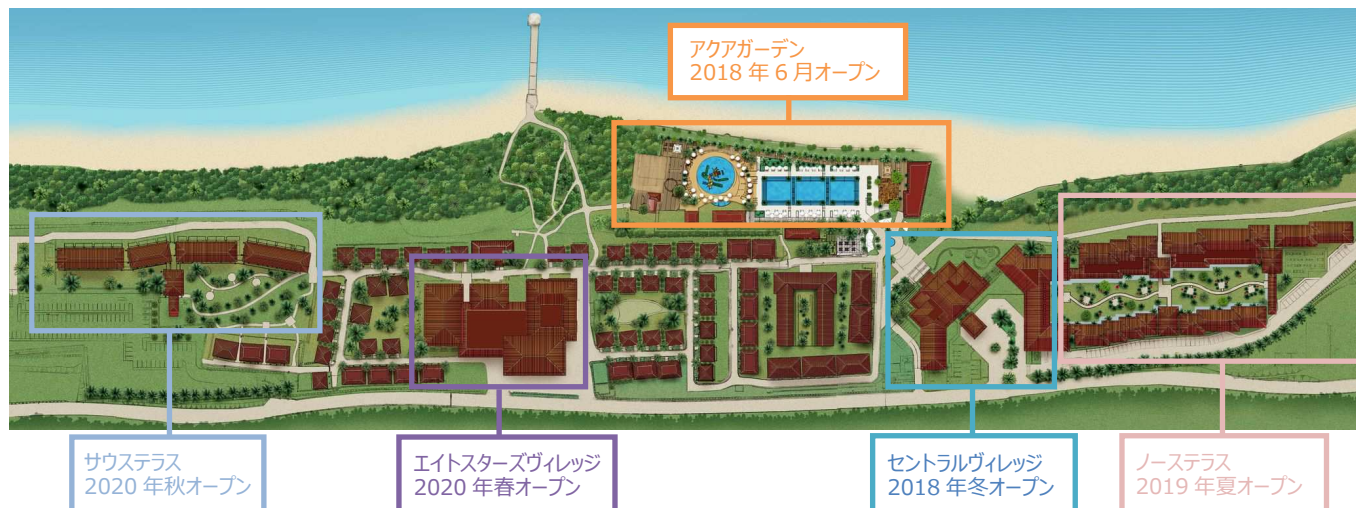 アクアガーデン
2018 年 6 月オープン
サウステラス
2020 年秋オープン
エイトスターズヴィレッジ
2020 年春オープン
セントラルヴィレッジ
2018 年冬オープン
ノーステラス
2019 年夏オープン